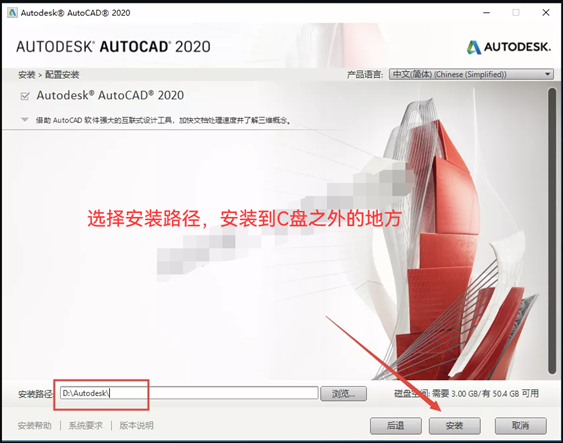 Autodesk® AutoCAD® 2020
AUTODESK® AUTOCAD® 2020
AUTODESK.
安装 > 配置安装
产品语言: 中文(简体) (Chinese (Simplified))
Autodesk® AutoCAD® 2020
借助 AutoCAD 软件强大的互联式设计工具，加快文档处理速度并了解三维概念。
选择安装路径，安装到C盘之外的地方
安装路径: D:\Autodesk\ 浏览... 磁盘空间: 需要 3.00 GB/有 50.4 GB 可用
安装帮助 | 系统要求 | 版本说明 后退 安装 取消